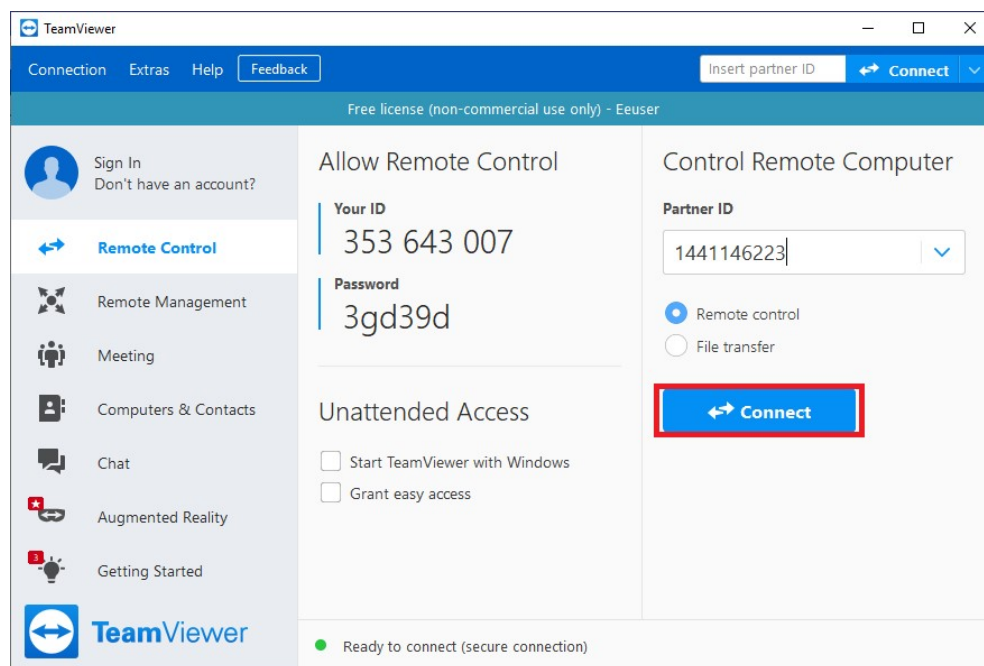 TeamViewer
Connection Extras Help Feedback
Insert partner ID Connect
Free license (non-commercial use only) - Eeuser
Sign In
Don't have an account?
Remote Control
Remote Management
Meeting
Computers & Contacts
Chat
Augmented Reality
3
Getting Started
TeamViewer
Allow Remote Control
Your ID
353 643 007
Password
3gd39d
Unattended Access
Start TeamViewer with Windows
Grant easy access
Control Remote Computer
Partner ID
1441146223
Remote control
File transfer
Connect
Ready to connect (secure connection)